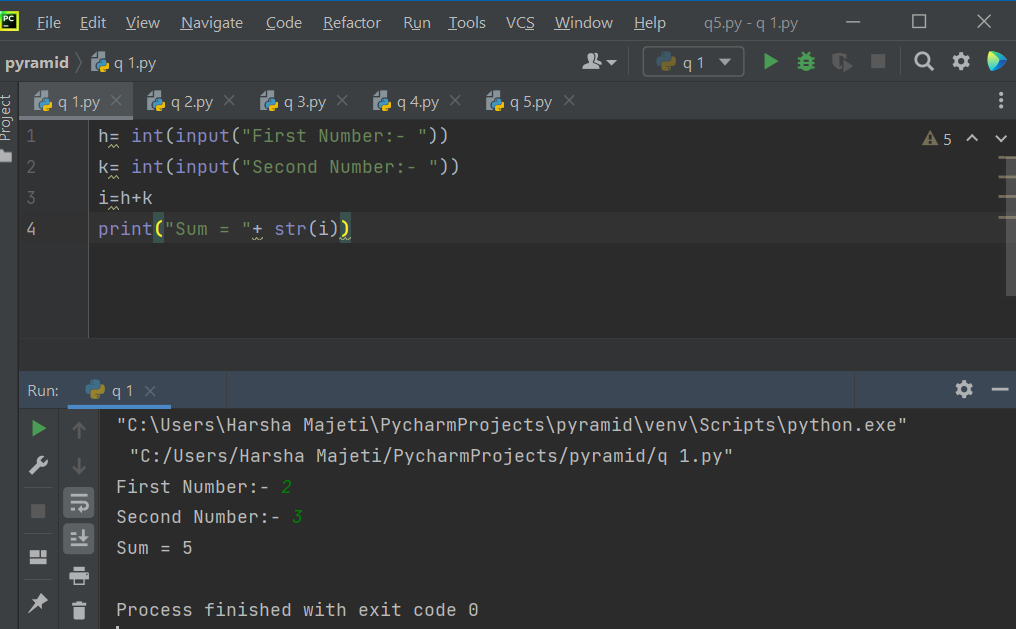 PC File Edit View Navigate Code Refactor Run Tools VCS Window Help q5.py - q 1.py
pyramid q 1.py q 1
Project
q 1.py q 2.py q 3.py q 4.py q 5.py
1 h= int(input("First Number:- ")) 5
2 k= int(input("Second Number:- "))
3 i=h+k
4 print("Sum = "+ str(i))
Run: q 1
"C:\Users\Harsha Majeti\PycharmProjects\pyramid\venv\Scripts\python.exe"
"C:/Users/Harsha Majeti/PycharmProjects/pyramid/q 1.py"
First Number:- 2
Second Number:- 3
Sum = 5
Process finished with exit code 0